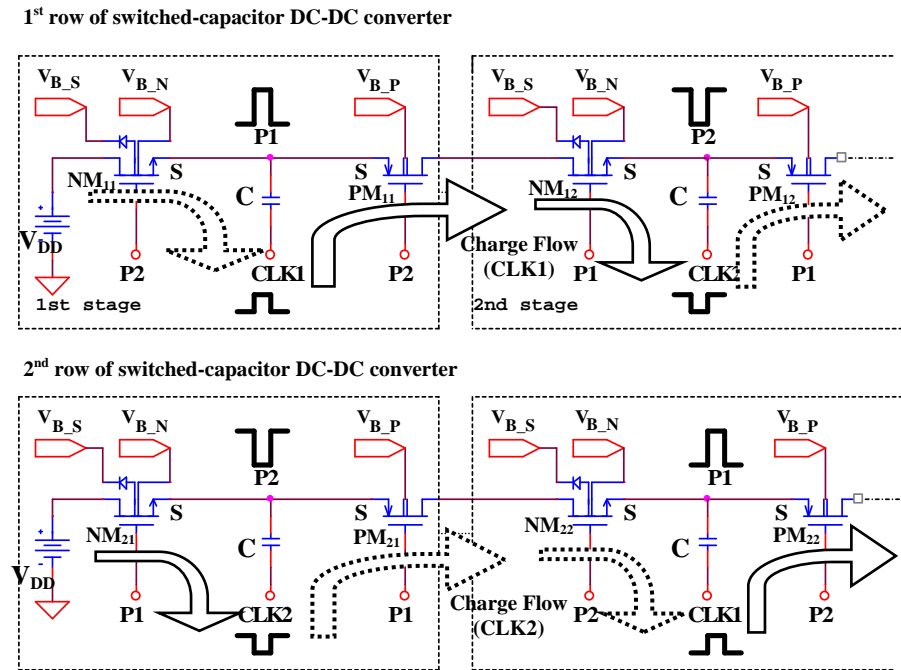 1st row of switched-capacitor DC-DC converter
VB_S VB_N VB_P VB_S VB_N VB_P
P1 P2
S S S S
NM11 PM11 NM12 PM12
C C
VDD
P2 CLK1 P2 Charge Flow (CLK1) P1 CLK2 P1
1st stage 2nd stage
2nd row of switched-capacitor DC-DC converter
VB_S VB_N VB_P VB_S VB_N VB_P
P2 P1
S S S S
NM21 PM21 NM22 PM22
C C
VDD
P1 CLK2 P1 Charge Flow (CLK2) P2 CLK1 P2